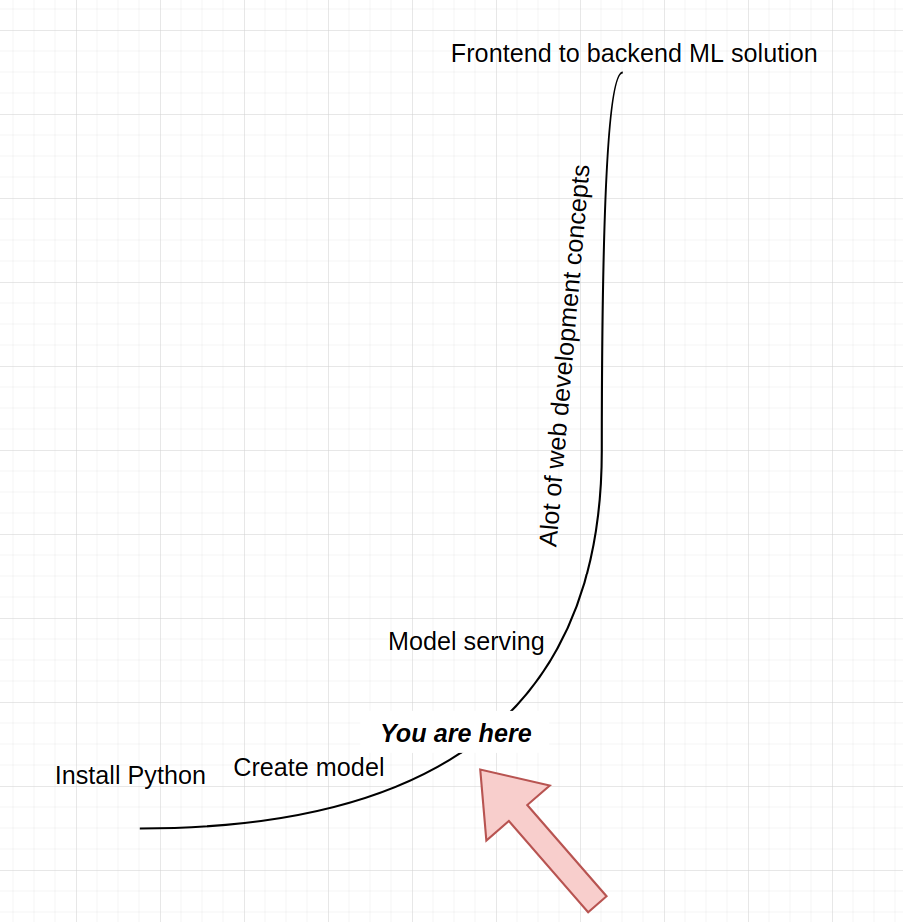 Frontend to backend ML solution
Alot of web development concepts
Model serving
You are here
Create model
Install Python